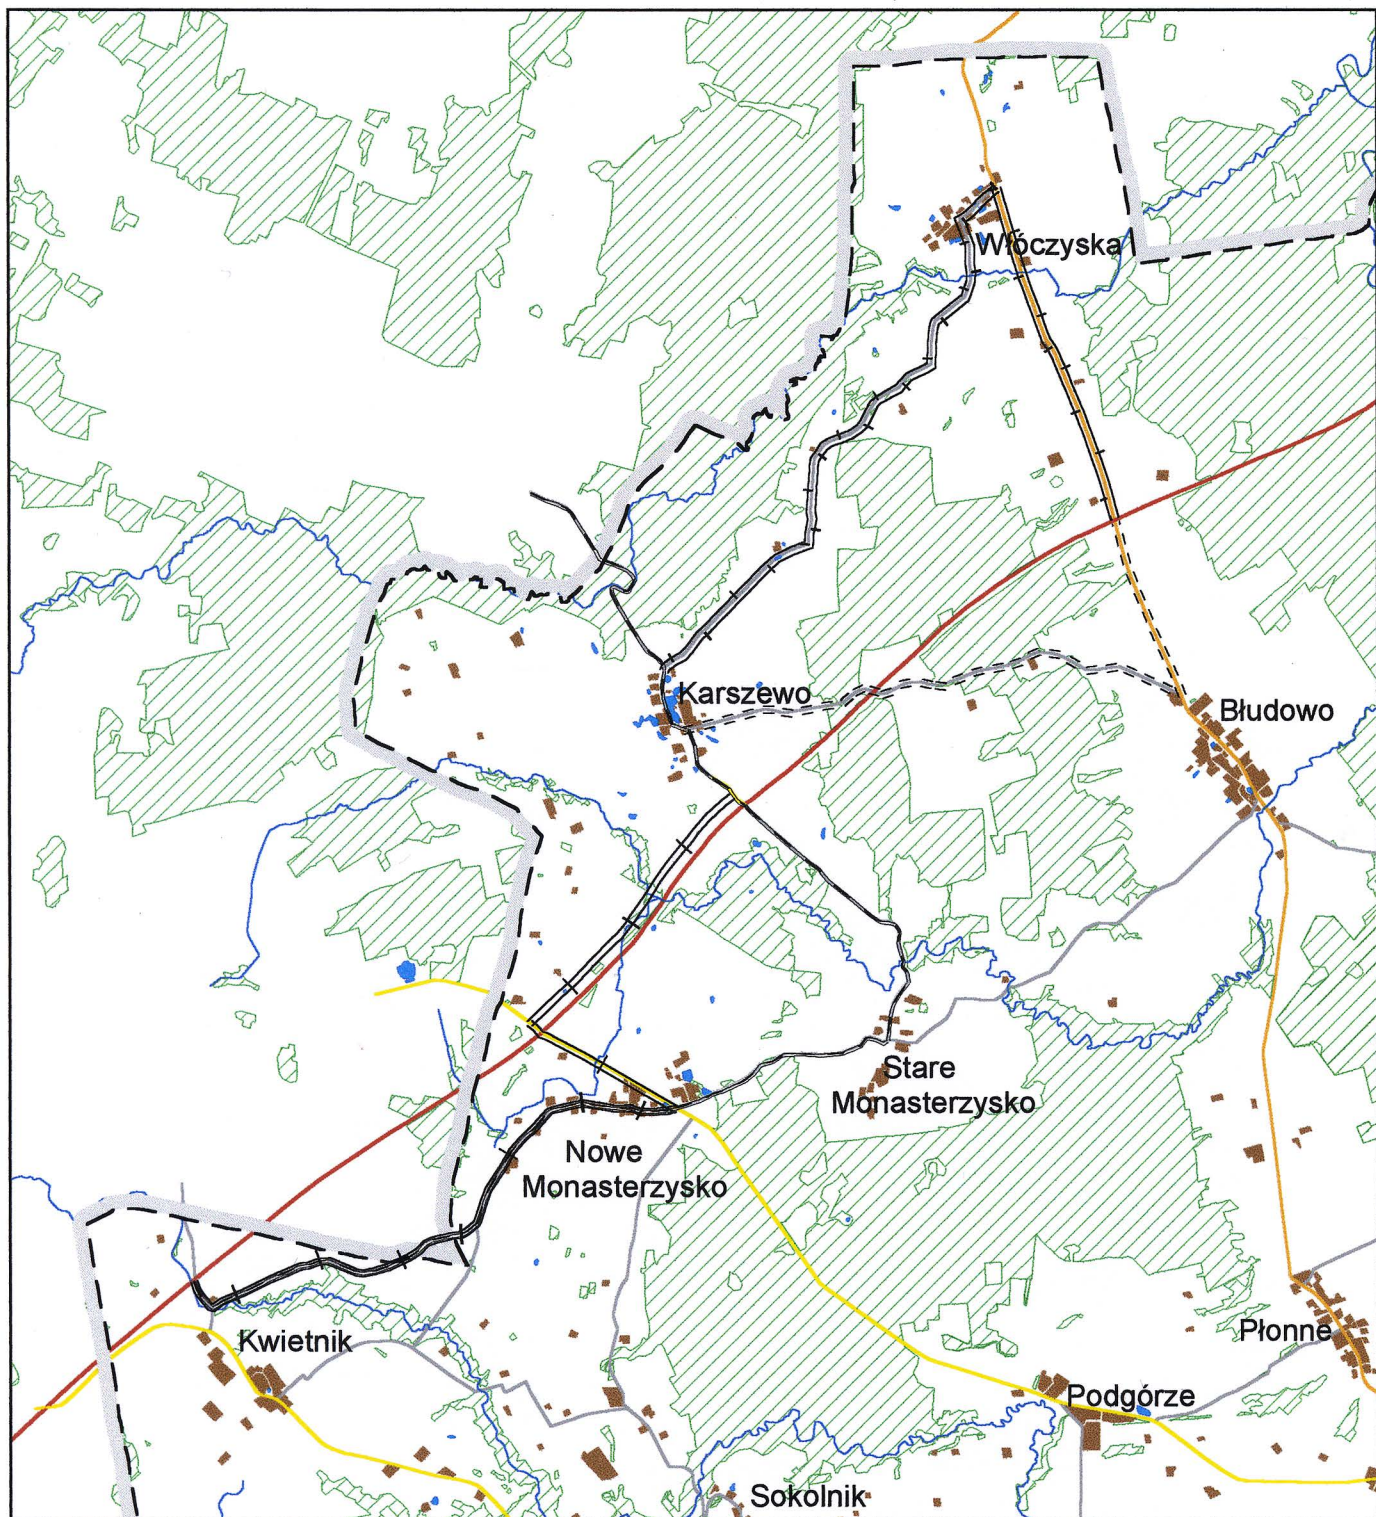 Włóczyska
Karszewo
Błudowo
Stare
Monasterzysko
Nowe
Monasterzysko
Kwietnik
Płonne
Podgórze
Sokolnik